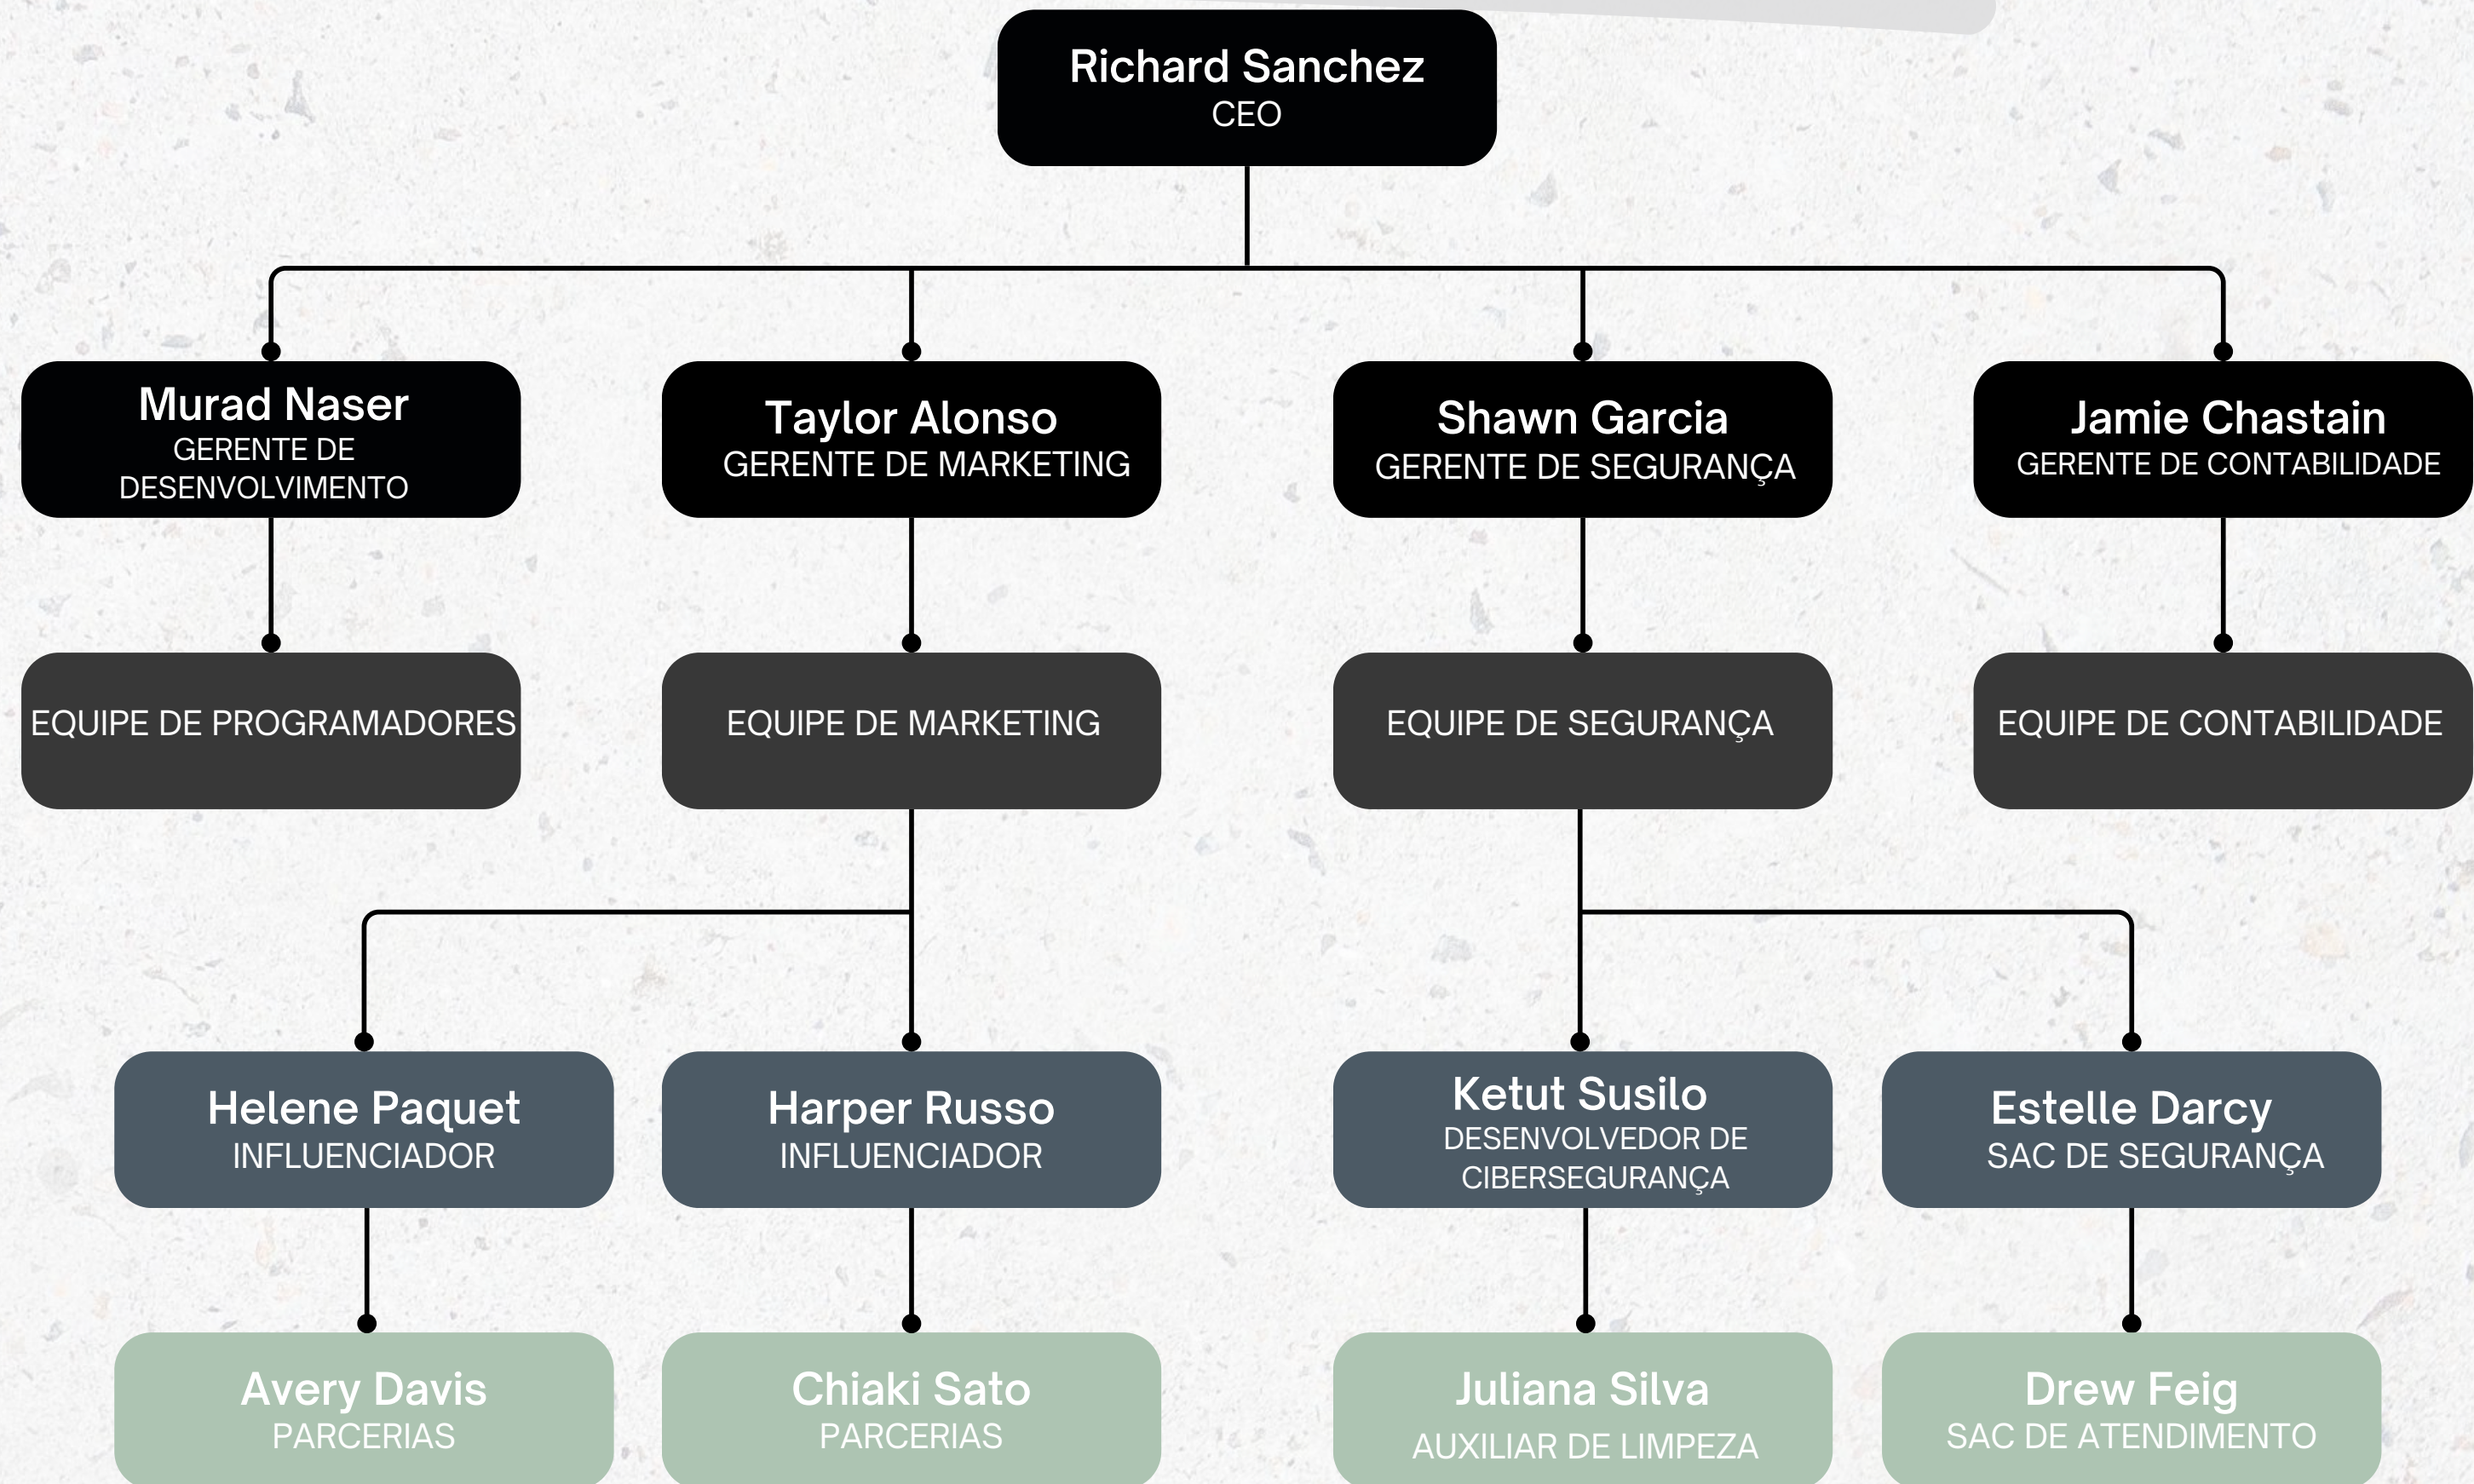 Richard Sanchez
CEO
Murad Naser
GERENTE DE
DESENVOLVIMENTO
Taylor Alonso
GERENTE DE MARKETING
Shawn Garcia
GERENTE DE SEGURANÇA
Jamie Chastain
GERENTE DE CONTABILIDADE
EQUIPE DE PROGRAMADORES
EQUIPE DE MARKETING
EQUIPE DE SEGURANÇA
EQUIPE DE CONTABILIDADE
Helene Paquet
INFLUENCIADOR
Harper Russo
INFLUENCIADOR
Ketut Susilo
DESENVOLVEDOR DE
CIBERSEGURANÇA
Estelle Darcy
SAC DE SEGURANÇA
Avery Davis
PARCERIAS
Chiaki Sato
PARCERIAS
Juliana Silva
AUXILIAR DE LIMPEZA
Drew Feig
SAC DE ATENDIMENTO